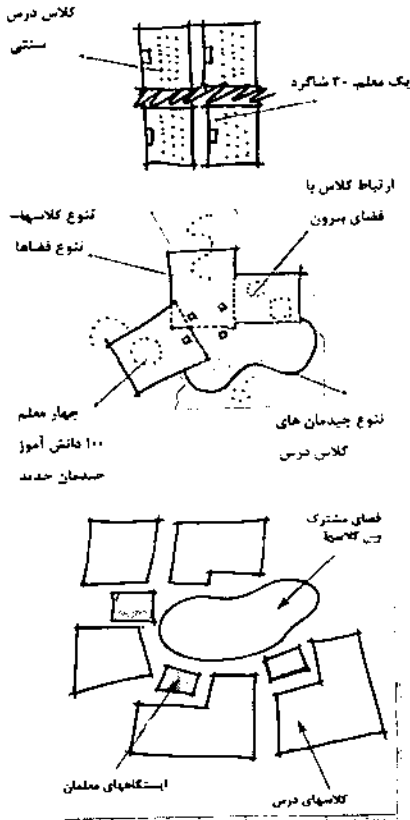 کلاس درس
سنتی
یک معلم، ۳۰ شاگرد
ارتباط کلاس با
فضای بیرون
تنوع کلاسها-
تنوع فضاها
چهار معلم
۱۰۰ دانش آموز
چیدمان جدید
تنوع چیدمان های
کلاس درس
فضای مشترک
بین کلاسها
ایستگاههای معلمان
کلاسهای درس